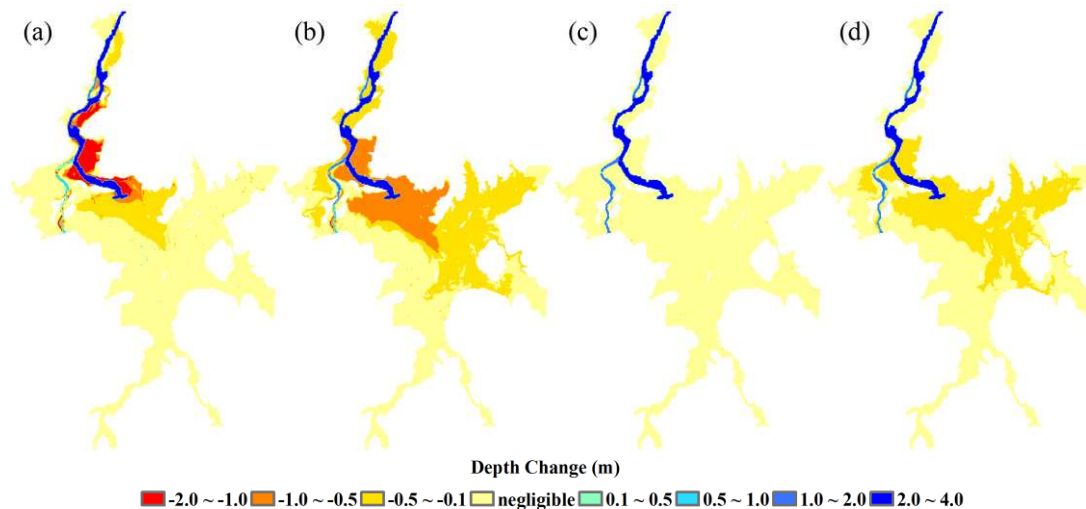 (a) (b) (c) (d)
Depth Change (m)
-2.0 ~ -1.0 -1.0 ~ -0.5 -0.5 ~ -0.1 negligible 0.1 ~ 0.5 0.5 ~ 1.0 1.0 ~ 2.0 2.0 ~ 4.0